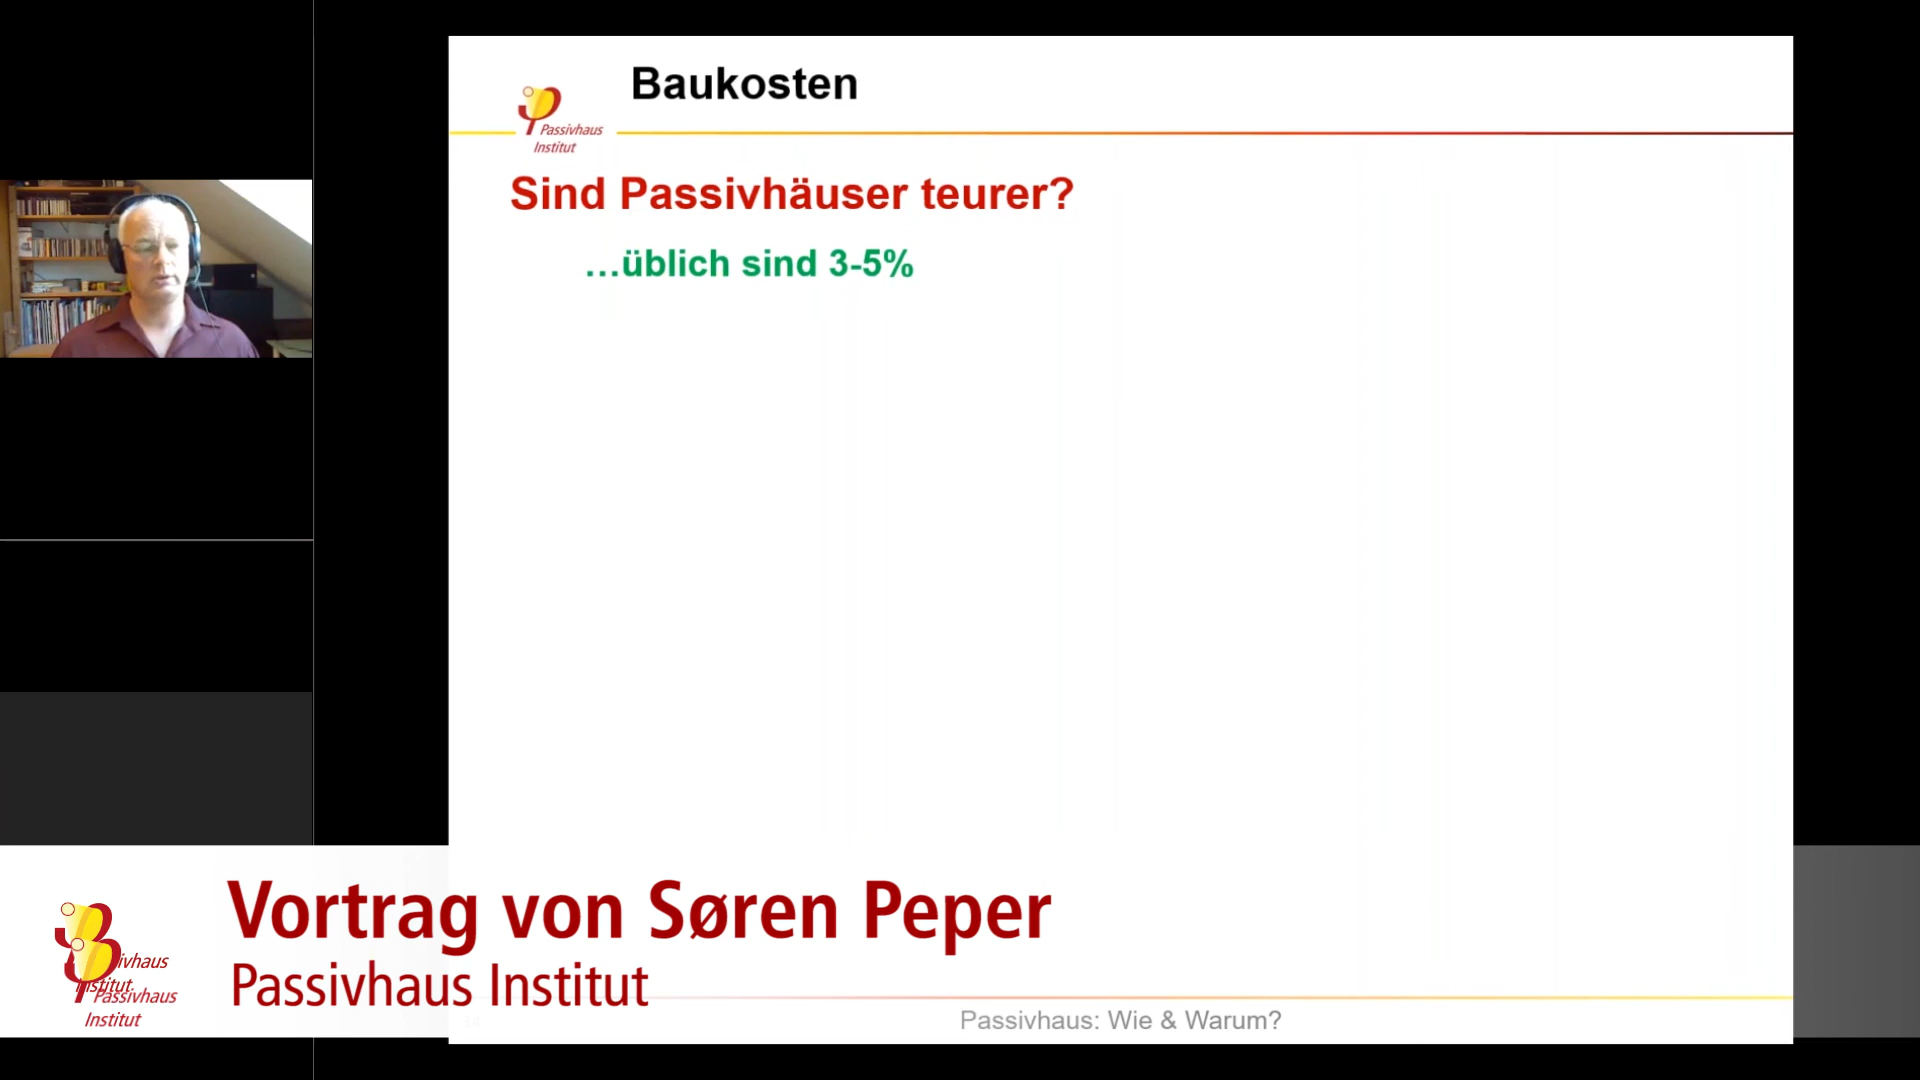 Baukosten
Passivhaus
Institut
Sind Passivhäuser teurer?
...üblich sind 3-5%
Vortrag von Søren Peper
Passivhaus Institut
ivhaus
Passivhaus
Institut
Passivhaus: Wie & Warum?